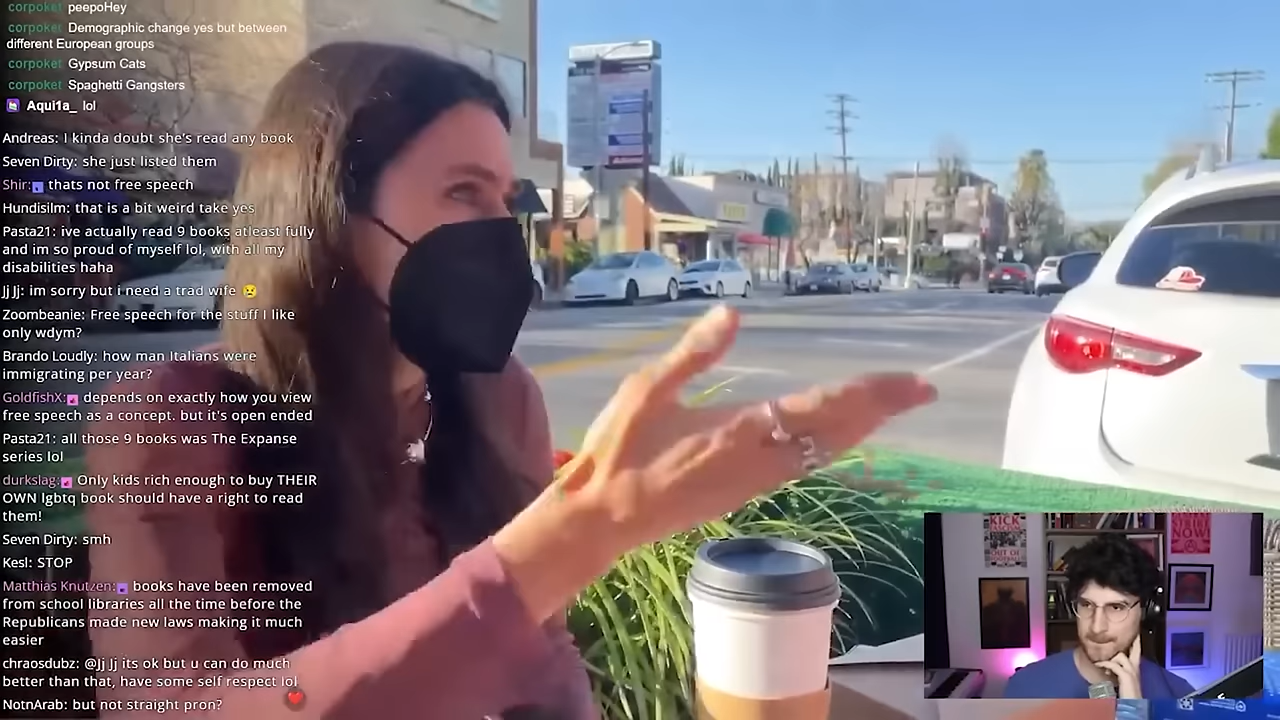 corpoket peepoHey
corpoket Demographic change yes but between
different European groups
corpoket Gypsum Cats
corpoket Spaghetti Gangsters
Aqui1a_ lol
Andreas: I kinda doubt she's read any book
Seven Dirty: she just listed them
Shir: thats not free speech
Hundisilm: that is a bit weird take yes
Pasta21: ive actually read 9 books atleast fully
and im so proud of myself lol, with all my
disabilities haha
Jj Jj: im sorry but i need a trad wife 😢
Zoombeanie: Free speech for the stuff I like
only wdym?
Brando Loudly: how man Italians were
immigrating per year?
GoldfishX: depends on exactly how you view
free speech as a concept. but it's open ended
Pasta21: all those 9 books was The Expanse
series lol
durkslag: Only kids rich enough to buy THEIR
OWN lgbtq book should have a right to read
them!
Seven Dirty: smh
Kesl: STOP
Matthias Knutzen: books have been removed
from school libraries all the time before the
Republicans made new laws making it much
easier
chraosdubz: @Jj Jj its ok but u can do much
better than that, have some self respect lol
NotnArab: but not straight pron?
KICK
RACISM
OUT OF
FOOTBALL
STRIKE
NOW!